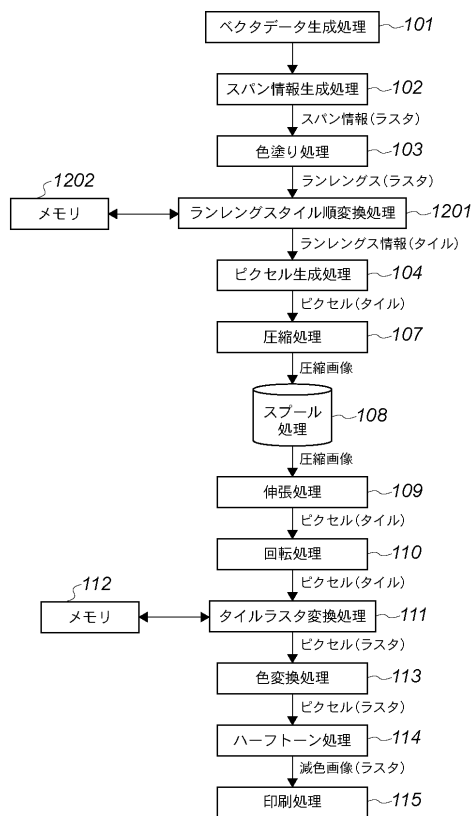 ベクタデータ生成処理 101
スパン情報生成処理 102
スパン情報(ラスタ)
色塗り処理 103
ランレングス(ラスタ)
1202
メモリ
ランレングスタイル順変換処理 1201
ランレングス情報(タイル)
ピクセル生成処理 104
ピクセル(タイル)
圧縮処理 107
圧縮画像
スプール
処理
108
圧縮画像
伸張処理 109
ピクセル(タイル)
回転処理 110
ピクセル(タイル)
112
メモリ
タイルラスタ変換処理 111
ピクセル(ラスタ)
色変換処理 113
ピクセル(ラスタ)
ハーフトーン処理 114
減色画像(ラスタ)
印刷処理 115